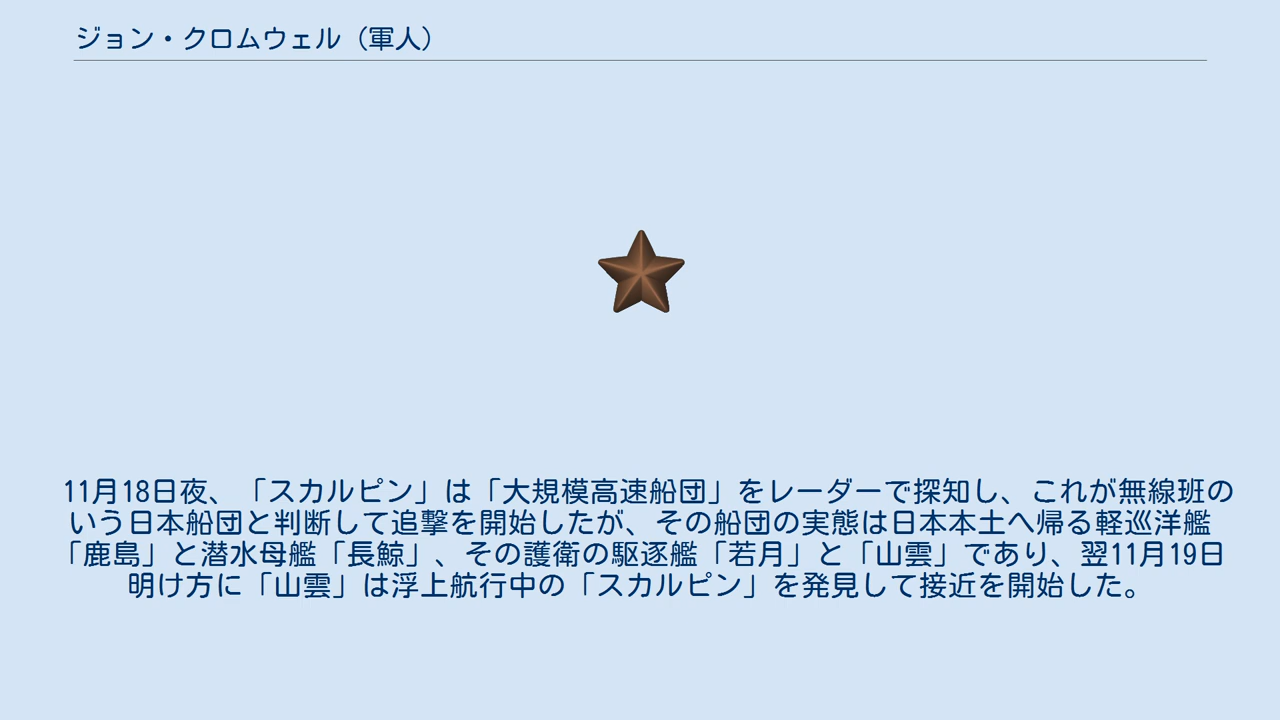 ジョン・クロムウェル（軍人）
11月18日夜、「スカルピン」は「大規模高速船団」をレーダーで探知し、これが無線班の
いう日本船団と判断して追撃を開始したが、その船団の実態は日本本土へ帰る軽巡洋艦
「鹿島」と潜水母艦「長鯨」、その護衛の駆逐艦「若月」と「山雲」であり、翌11月19日
明け方に「山雲」は浮上航行中の「スカルピン」を発見して接近を開始した。